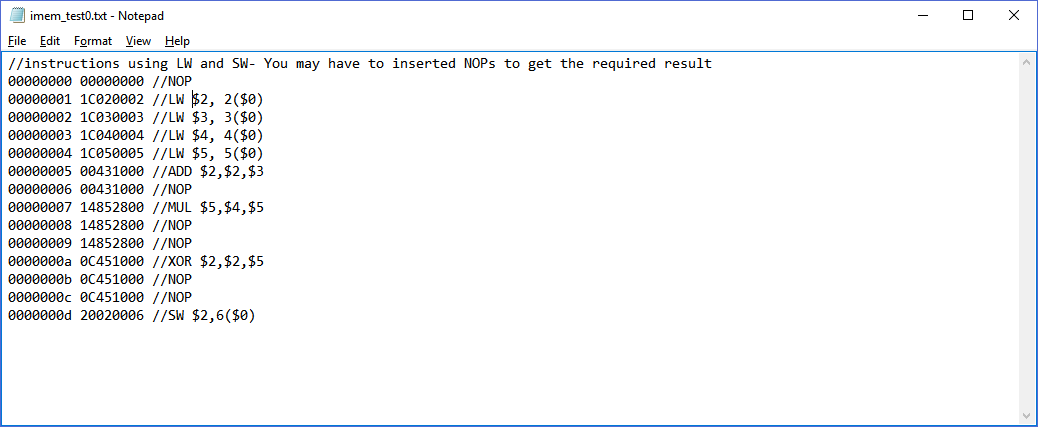 imem_test0.txt - Notepad
File Edit Format View Help
//instructions using LW and SW- You may have to inserted NOPs to get the required result
00000000 00000000 //NOP
00000001 1C020002 //LW $2, 2($0)
00000002 1C030003 //LW $3, 3($0)
00000003 1C040004 //LW $4, 4($0)
00000004 1C050005 //LW $5, 5($0)
00000005 00431000 //ADD $2,$2,$3
00000006 00431000 //NOP
00000007 14852800 //MUL $5,$4,$5
00000008 14852800 //NOP
00000009 14852800 //NOP
0000000a 0C451000 //XOR $2,$2,$5
0000000b 0C451000 //NOP
0000000c 0C451000 //NOP
0000000d 20020006 //SW $2,6($0)